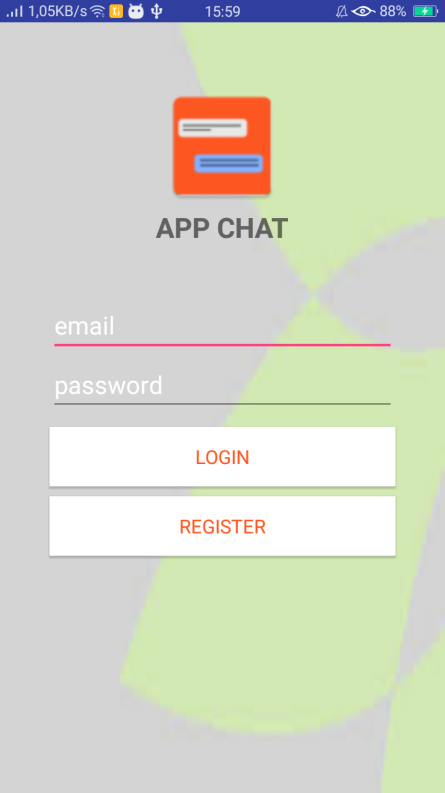 1,05KB/s 15:59 88%
APP CHAT
email
password
LOGIN
REGISTER